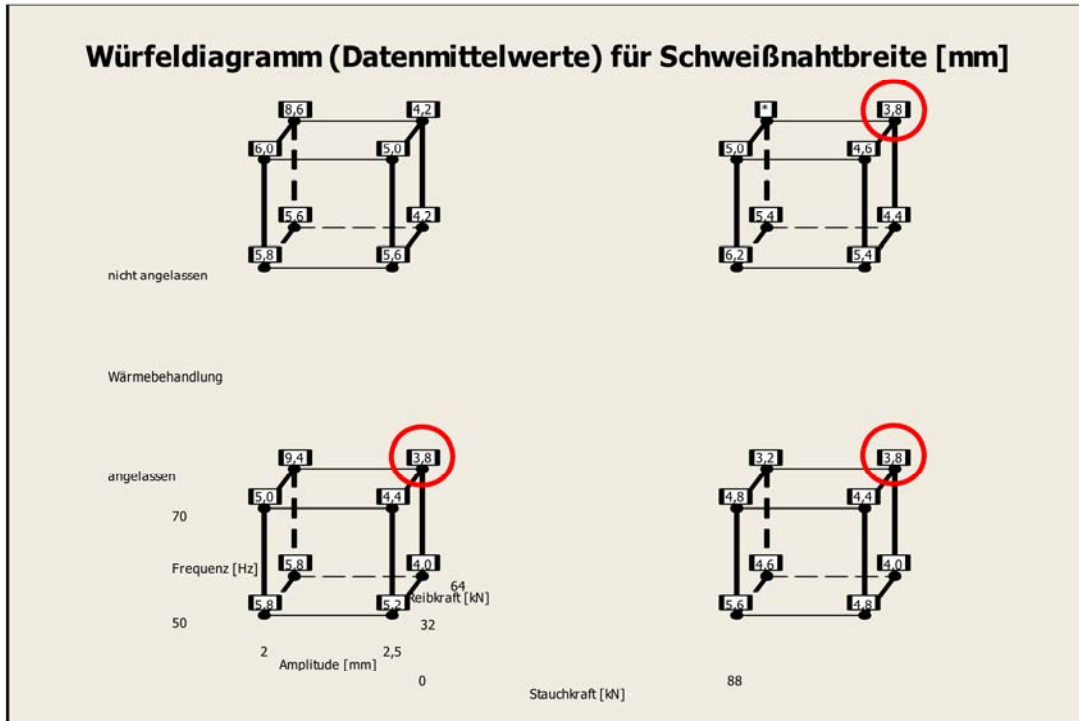 Würfeldiagramm (Datenmittelwerte) für Schweißnahtbreite [mm]
8,6 4,2 * 3,8
6,0 5,0 5,0 4,6
5,6 4,2 5,4 4,4
5,8 5,6 6,2 5,4
nicht angelassen
Wärmebehandlung
9,4 3,8 3,2 3,8
angelassen
5,0 4,4 4,8 4,4
70
Frequenz [Hz]
5,8 4,0 4,6 4,0
64
Reibkraft [kN]
5,8 5,2 5,6 4,8
50
32
2 2,5
Amplitude [mm]
0 88
Stauchkraft [kN]